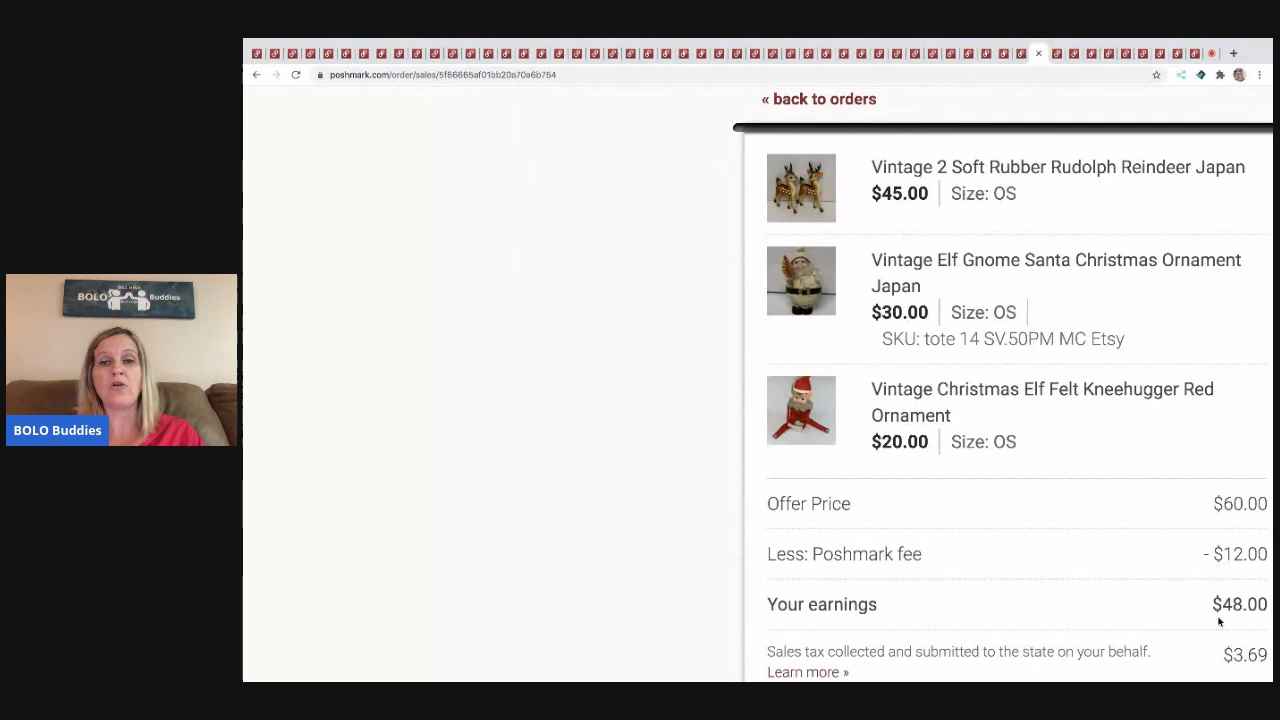 poshmark.com/order/sales/5f66665af01bb20a70a6b764
« back to orders
Vintage 2 Soft Rubber Rudolph Reindeer Japan
$45.00 Size: OS
Vintage Elf Gnome Santa Christmas Ornament
Japan
$30.00 Size: OS
SKU: tote 14 SV.50PM MC Etsy
Vintage Christmas Elf Felt Kneehugger Red
Ornament
$20.00 Size: OS
Offer Price $60.00
Less: Poshmark fee - $12.00
Your earnings $48.00
Sales tax collected and submitted to the state on your behalf. $3.69
Learn more »
BOLO Buddies
BOLO Buddies